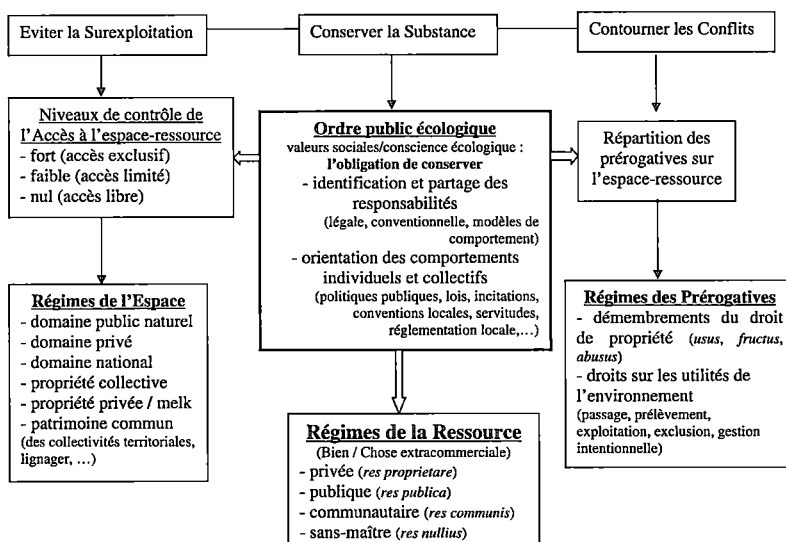 Eviter la Surexploitation
Conserver la Substance
Contourner les Conflits
Niveaux de contrôle de
l'Accès à l'espace-ressource
- fort (accès exclusif)
- faible (accès limité)
- nul (accès libre)
Ordre public écologique
valeurs sociales/conscience écologique :
l'obligation de conserver
- identification et partage des
responsabilités
(légale, conventionnelle, modèles de
comportement)
- orientation des comportements
individuels et collectifs
(politiques publiques, lois, incitations,
conventions locales, servitudes,
réglementation locale,...)
Répartition des
prérogatives sur
l'espace-ressource
Régimes de l'Espace
- domaine public naturel
- domaine privé
- domaine national
- propriété collective
- propriété privée / melk
- patrimoine commun
(des collectivités territoriales,
lignager, ...)
Régimes de la Ressource
(Bien / Chose extracommerciale)
- privée (res proprietare)
- publique (res publica)
- communautaire (res communis)
- sans-maître (res nullius)
Régimes des Prérogatives
- démembrements du droit
de propriété (usus, fructus,
abusus)
- droits sur les utilités de
l'environnement
(passage, prélèvement,
exploitation, exclusion, gestion
intentionnelle)